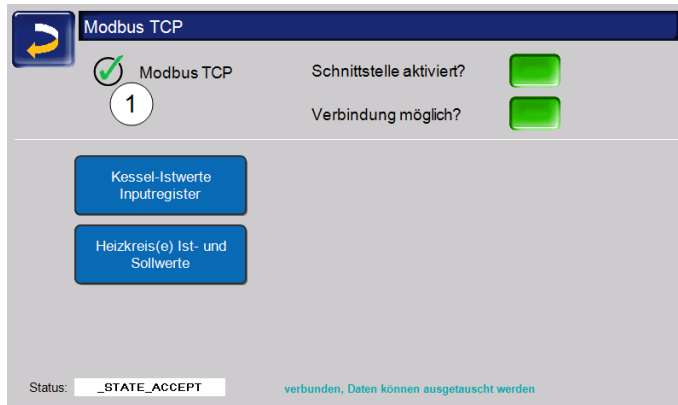 Modbus TCP
Modbus TCP
Schnittstelle aktiviert?
1
Verbindung möglich?
Kessel-Istwerte
Inputregister
Heizkreis(e) Ist- und
Sollwerte
Status: _STATE_ACCEPT verbunden, Daten können ausgetauscht werden